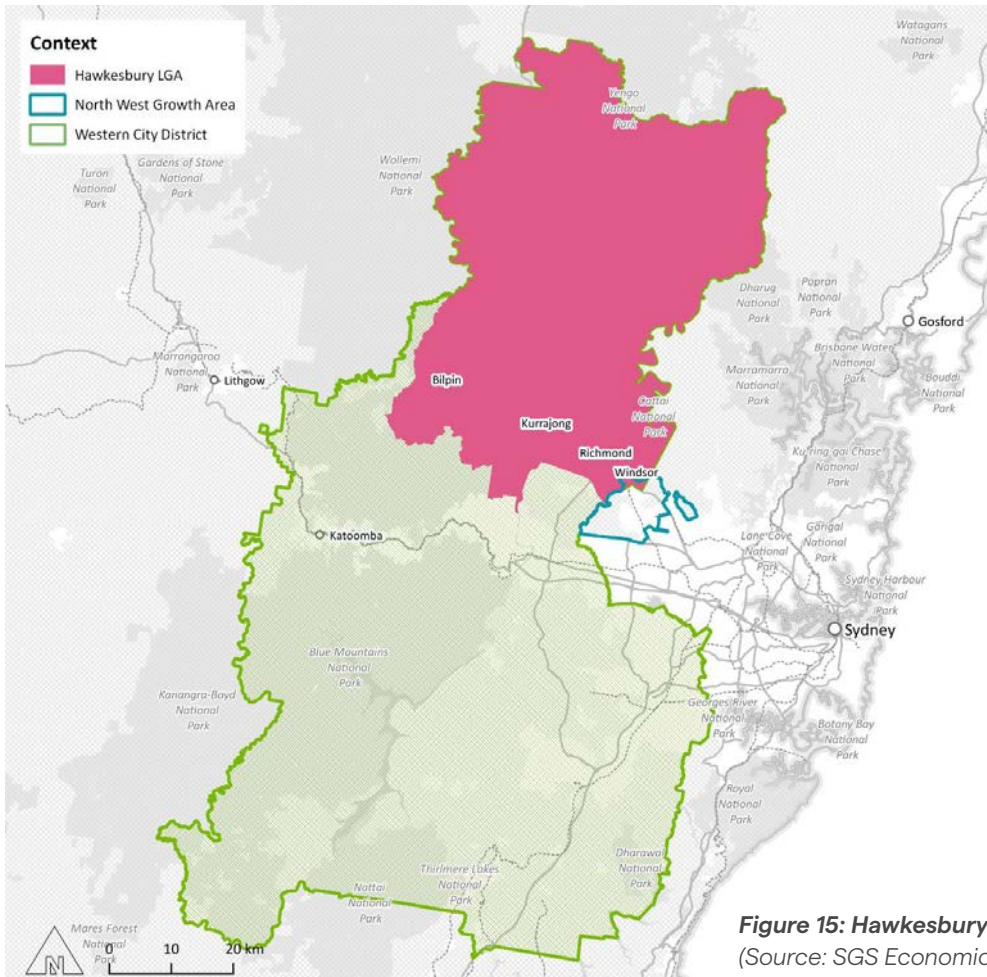 Context
Hawkesbury LGA
North West Growth Area
Western City District
Watagans
National
Park
Yengo
National
Park
Wollemi
National
Park
Gardens of Stone
National
Park
Turon
National
Park
Dharug
National
Park
Popran
National
Park
Gosford
Brisbane Water
National
Park
Bouddi
National
Park
Marramarra
National
Park
Marrangaroo
National
Park
Lithgow
Bilpin
Cattai
National
Park
Kurrajong
Richmond
Windsor
Ku-ring-gai Chase
National
Park
Garigal
National
Park
Lane Cove
National
Park
Katoomba
Sydney Harbour
National
Park
Sydney
Blue Mountains
National
Park
Kanangra-Boyd
National
Park
Georges River
National
Park
Botany Bay
National
Park
Royal
National
Park
Dharawal
National
Park
Thirlmere Lakes
National
Park
Nattai
National
Park
Mares Forest
National
Park
N
0 10 20 km
Figure 15: Hawkesbury
(Source: SGS Economic